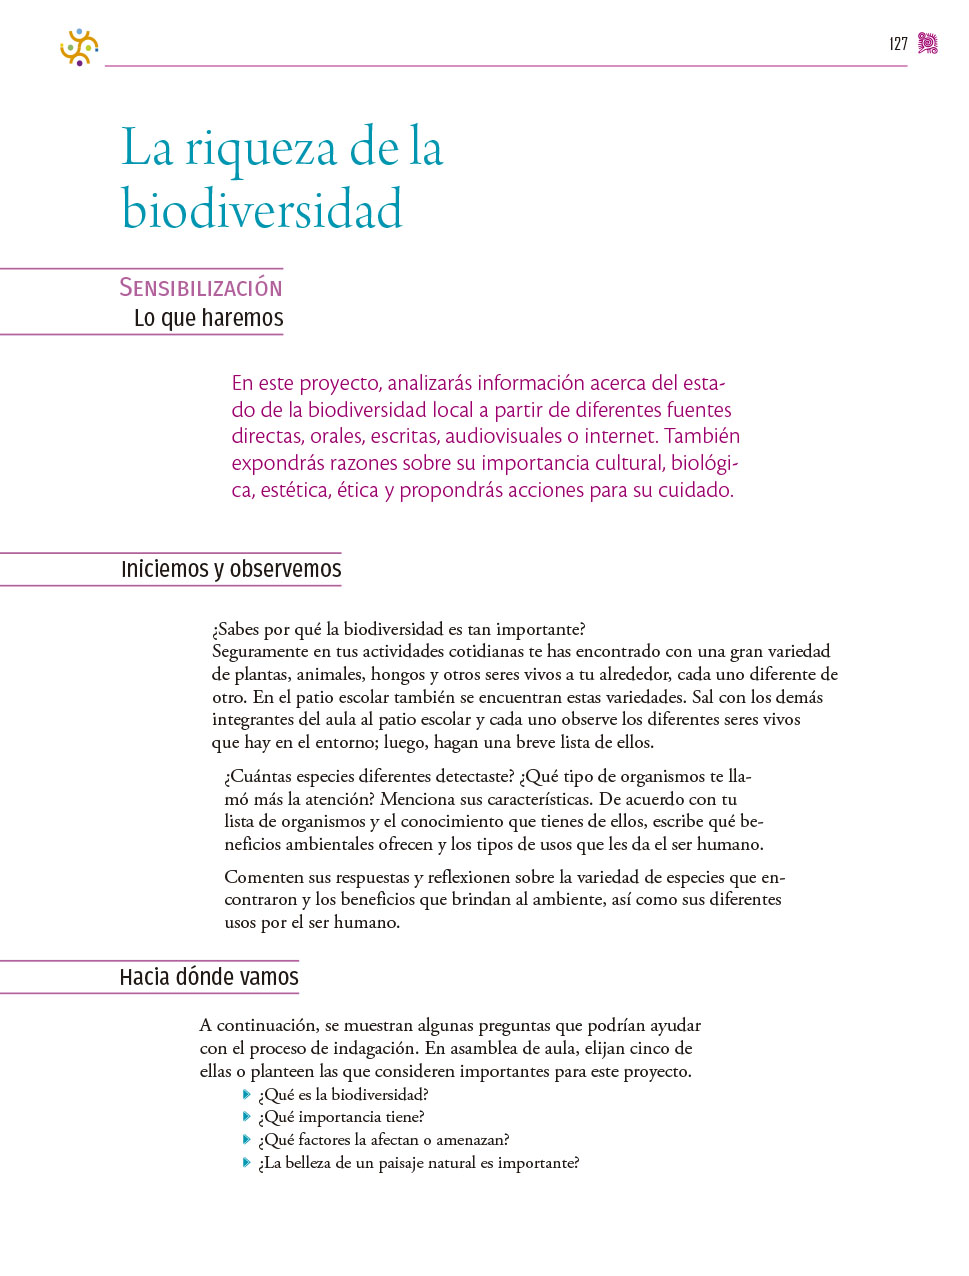 127
La riqueza de la
biodiversidad
SENSIBILIZACIÓN
Lo que haremos
En este proyecto, analizarás información acerca del esta-
do de la biodiversidad local a partir de diferentes fuentes
directas, orales, escritas, audiovisuales o internet. También
expondrás razones sobre su importancia cultural, biológi-
ca, estética, ética y propondrás acciones para su cuidado.
Iniciemos y observemos
¿Sabes por qué la biodiversidad es tan importante?
Seguramente en tus actividades cotidianas te has encontrado con una gran variedad
de plantas, animales, hongos y otros seres vivos a tu alrededor, cada uno diferente de
otro. En el patio escolar también se encuentran estas variedades. Sal con los demás
integrantes del aula al patio escolar y cada uno observe los diferentes seres vivos
que hay en el entorno; luego, hagan una breve lista de ellos.
¿Cuántas especies diferentes detectaste? ¿Qué tipo de organismos te lla-
mó más la atención? Menciona sus características. De acuerdo con tu
lista de organismos y el conocimiento que tienes de ellos, escribe qué be-
neficios ambientales ofrecen y los tipos de usos que les da el ser humano.
Comenten sus respuestas y reflexionen sobre la variedad de especies que en-
contraron y los beneficios que brindan al ambiente, así como sus diferentes
usos por el ser humano.
Hacia dónde vamos
A continuación, se muestran algunas preguntas que podrían ayudar
con el proceso de indagación. En asamblea de aula, elijan cinco de
ellas o planteen las que consideren importantes para este proyecto.
¿Qué es la biodiversidad?
¿Qué importancia tiene?
¿Qué factores la afectan o amenazan?
¿La belleza de un paisaje natural es importante?